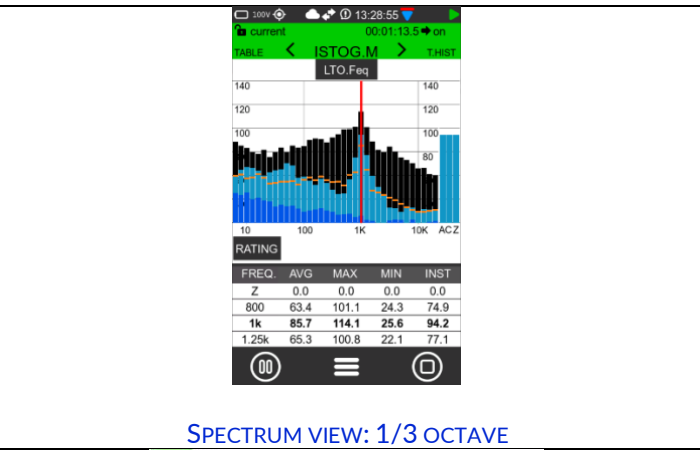 100V 13:28:55
current 00:01:13.5 on
TABLE < ISTOG.M > T.HIST
LTO.Feq
140 140
120 120
100 100
80
10 100 1K 10K ACZ
RATING
FREQ. AVG MAX MIN INST
Z 0.0 0.0 0.0 0.0
800 63.4 101.1 24.3 74.9
1k 85.7 114.1 25.6 94.2
1.25k 65.3 100.8 22.1 77.1
SPECTRUM VIEW: 1/3 OCTAVE